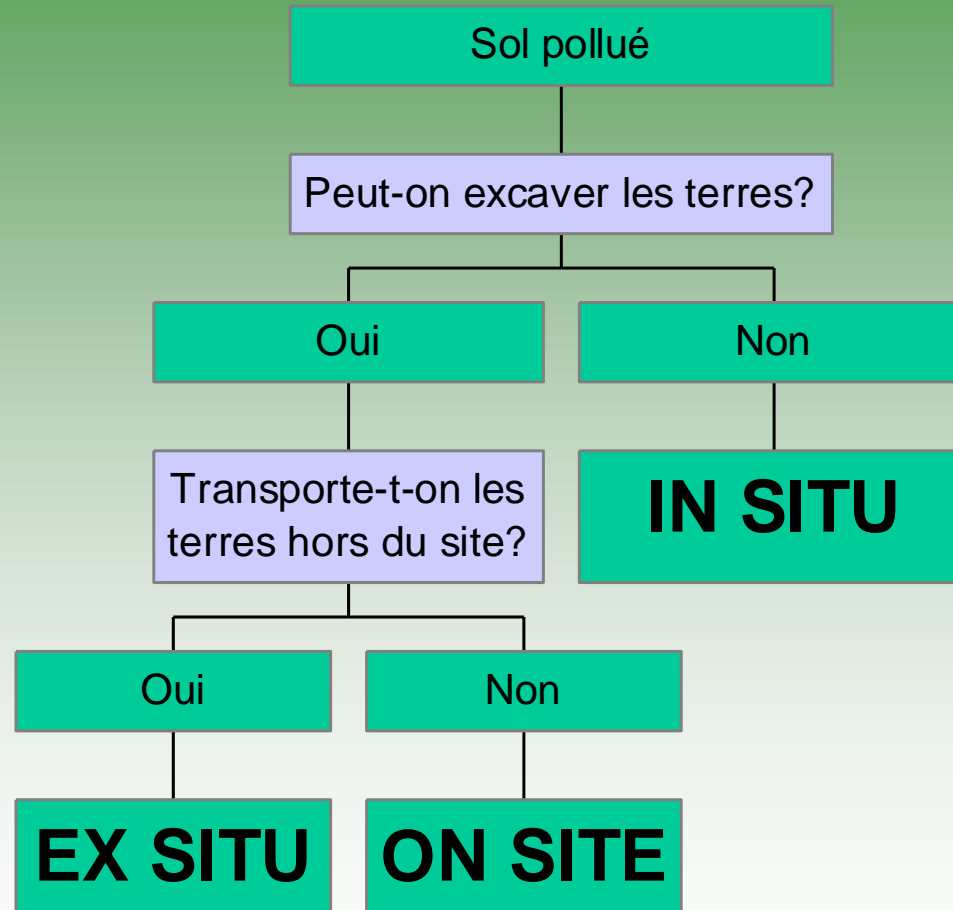 Sol pollué
Peut-on excaver les terres?
Oui
Non
Transporte-t-on les
terres hors du site?
IN SITU
Oui
Non
EX SITU
ON SITE